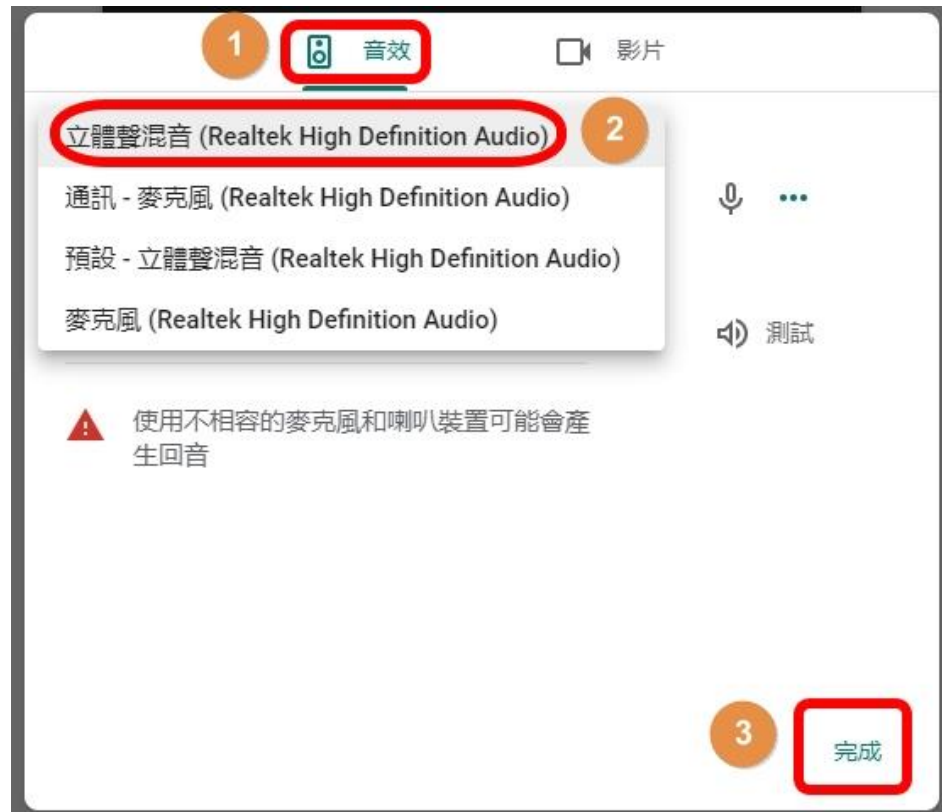 1 音效 影片
立體聲混音 (Realtek High Definition Audio) 2
通訊 - 麥克風 (Realtek High Definition Audio)
預設 - 立體聲混音 (Realtek High Definition Audio)
麥克風 (Realtek High Definition Audio)
測試
使用不相容的麥克風和喇叭裝置可能會產
生回音
3 完成